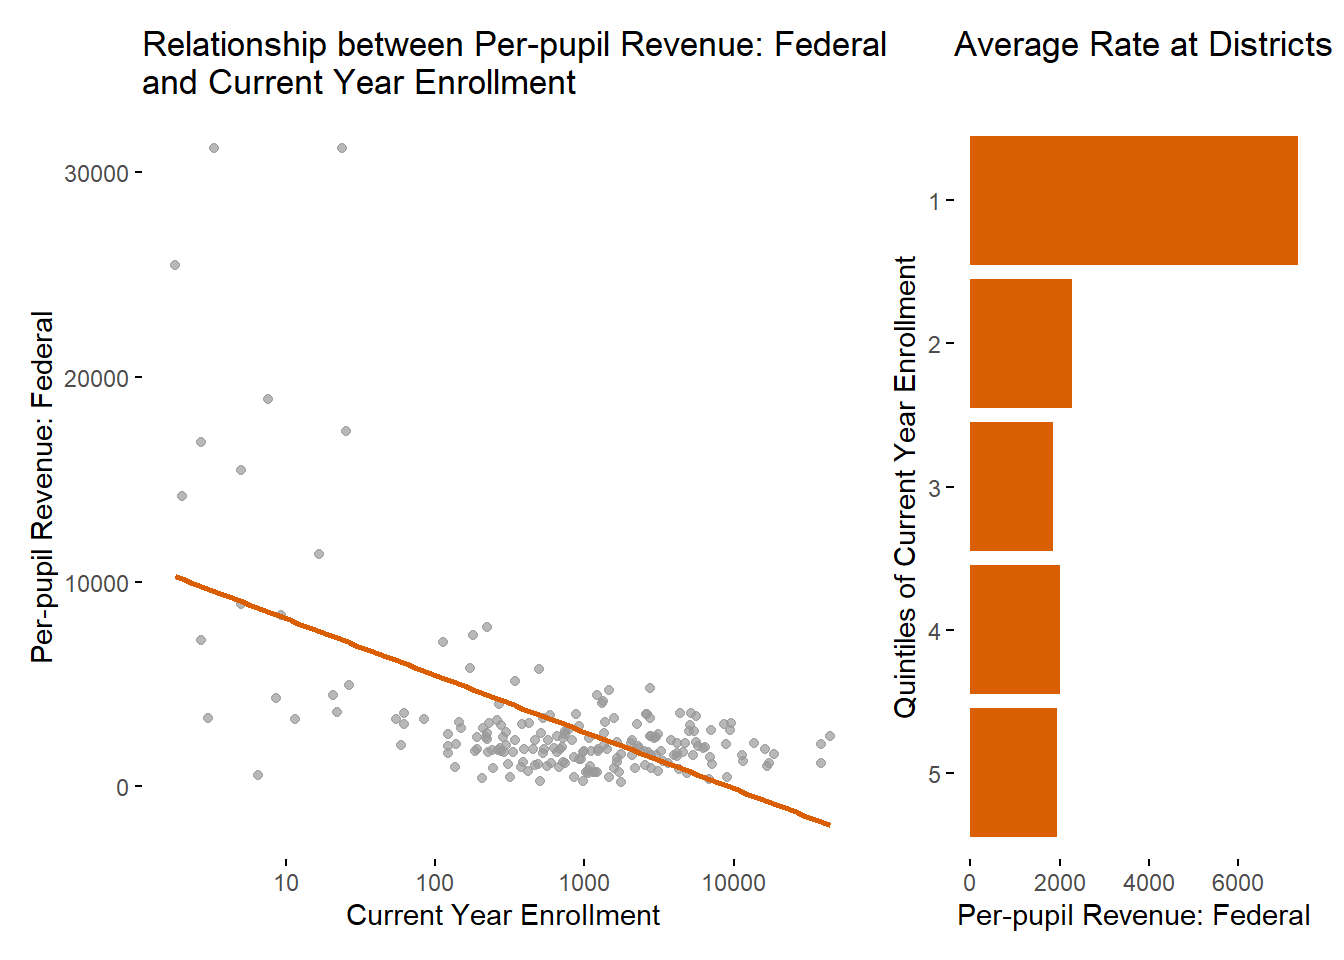 Relationship between Per-pupil Revenue: Federal
and Current Year Enrollment
Per-pupil Revenue: Federal
30000
20000
10000
0
10
100
1000
10000
Current Year Enrollment
Average Rate at Districts
Quintiles of Current Year Enrollment
1
2
3
4
5
0
2000
4000
6000
Per-pupil Revenue: Federal